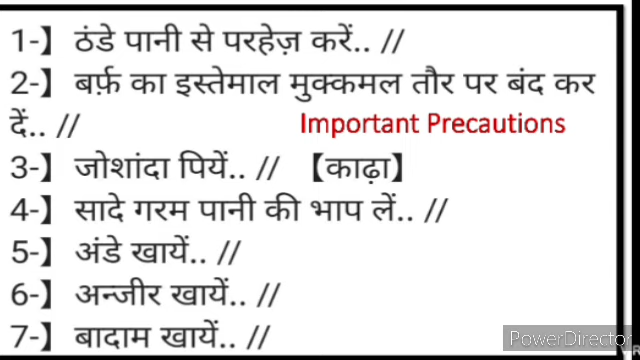 1-】 ठंडे पानी से परहेज़ करें.. //
2-】 बर्फ़ का इस्तेमाल मुक्कमल तौर पर बंद कर
दें.. // Important Precautions
3-】 जोशांदा पियें.. // 【काढ़ा】
4-】 सादे गरम पानी की भाप लें.. //
5-】 अंडे खायें.. //
6-】 अन्जीर खायें.. //
7-】 बादाम खायें.. //
PowerDirector